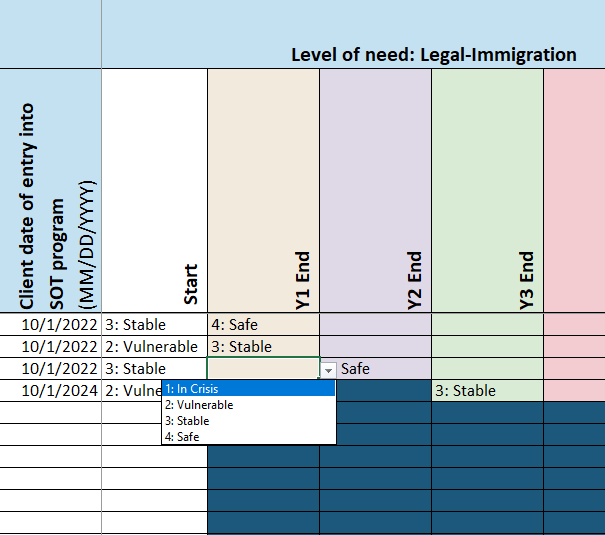 Level of need: Legal-Immigration
Client date of entry into
SOT program
(MM/DD/YYYY)
Start
Y1 End
Y2 End
Y3 End
10/1/2022 3: Stable 4: Safe
10/1/2022 2: Vulnerable 3: Stable
10/1/2022 3: Stable Safe
10/1/2024 2: Vulne 3: Stable
1: In Crisis
2: Vulnerable
3: Stable
4: Safe